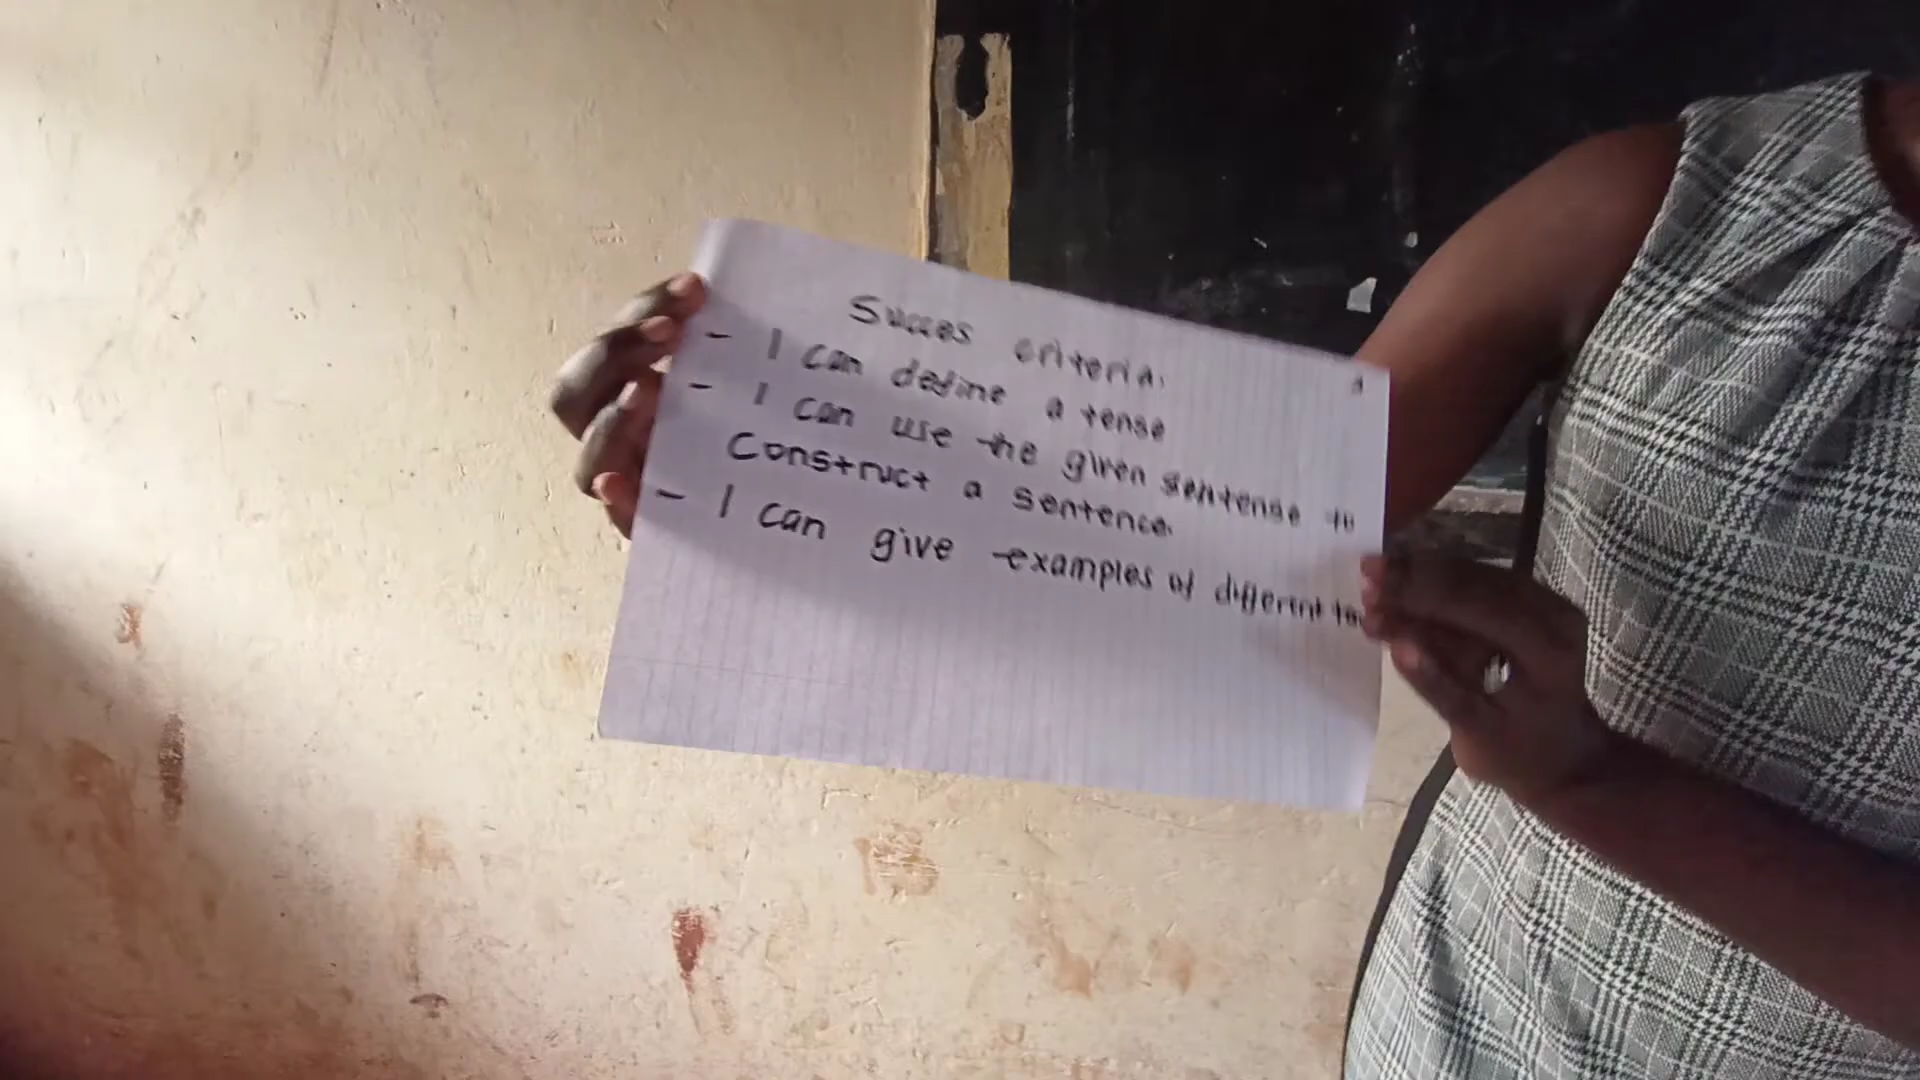 Succes criteria.
- I can define a tense
- I can use the given sentense to
Construct a sentence.
- I can give examples of different